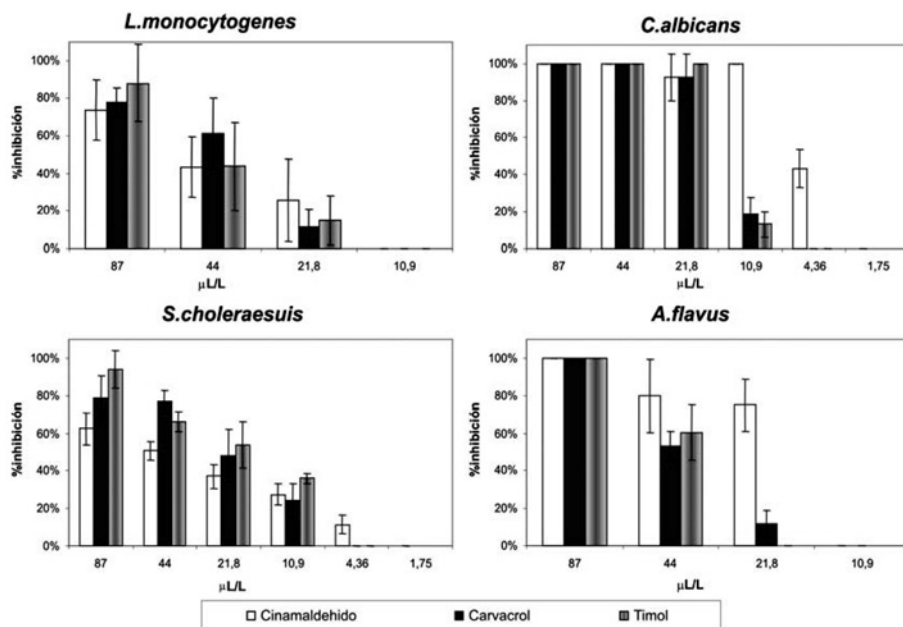 L.monocytogenes
100%
80%
60%
40%
20%
0%
%inhibición
87 44 21,8 10,9
µL/L
C.albicans
100%
80%
60%
40%
20%
0%
%inhibición
87 44 21,8 10,9 4,36 1,75
µL/L
S.choleraesuis
100%
80%
60%
40%
20%
0%
%inhibición
87 44 21,8 10,9 4,36 1,75
µL/L
A.flavus
100%
80%
60%
40%
20%
0%
%inhibición
87 44 21,8 10,9
µL/L
Cinamaldehido Carvacrol Timol